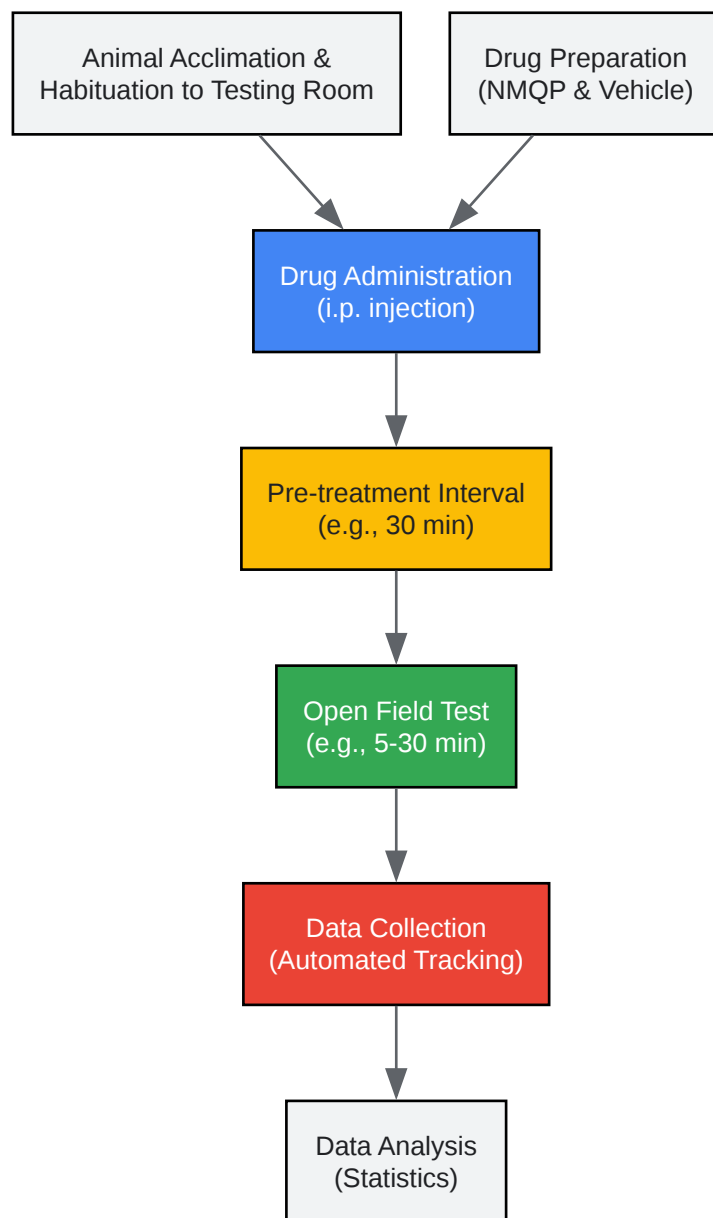 Animal Acclimation &
Habituation to Testing Room
Drug Preparation
(NMQP & Vehicle)
Drug Administration
(i.p. injection)
Pre-treatment Interval
(e.g., 30 min)
Open Field Test
(e.g., 5-30 min)
Data Collection
(Automated Tracking)
Data Analysis
(Statistics)